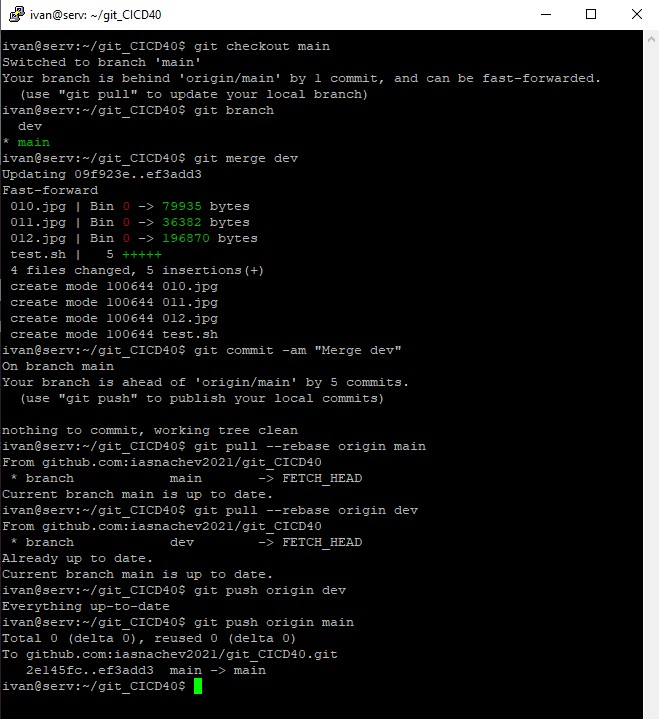 ivan@serv: ~/git_CICD40
ivan@serv:~/git_CICD40$ git checkout main
Switched to branch 'main'
Your branch is behind 'origin/main' by 1 commit, and can be fast-forwarded.
  (use "git pull" to update your local branch)
ivan@serv:~/git_CICD40$ git branch
  dev
* main
ivan@serv:~/git_CICD40$ git merge dev
Updating 09f923e..ef3add3
Fast-forward
 010.jpg | Bin 0 -> 79935 bytes
 011.jpg | Bin 0 -> 36382 bytes
 012.jpg | Bin 0 -> 196870 bytes
 test.sh |   5 +++++
 4 files changed, 5 insertions(+)
 create mode 100644 010.jpg
 create mode 100644 011.jpg
 create mode 100644 012.jpg
 create mode 100644 test.sh
ivan@serv:~/git_CICD40$ git commit -am "Merge dev"
On branch main
Your branch is ahead of 'origin/main' by 5 commits.
  (use "git push" to publish your local commits)

nothing to commit, working tree clean
ivan@serv:~/git_CICD40$ git pull --rebase origin main
From github.com:iasnachev2021/git_CICD40
 * branch            main       -> FETCH_HEAD
Current branch main is up to date.
ivan@serv:~/git_CICD40$ git pull --rebase origin dev
From github.com:iasnachev2021/git_CICD40
 * branch            dev        -> FETCH_HEAD
Already up to date.
Current branch main is up to date.
ivan@serv:~/git_CICD40$ git push origin dev
Everything up-to-date
ivan@serv:~/git_CICD40$ git push origin main
Total 0 (delta 0), reused 0 (delta 0)
To github.com:iasnachev2021/git_CICD40.git
   2e145fc..ef3add3  main -> main
ivan@serv:~/git_CICD40$